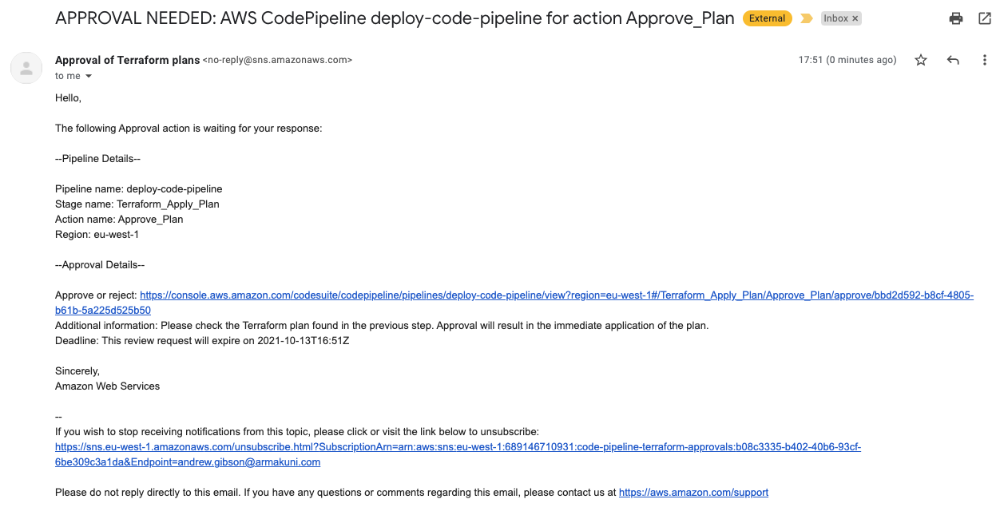 APPROVAL NEEDED: AWS CodePipeline deploy-code-pipeline for action Approve_Plan External Inbox ×
Approval of Terraform plans <no-reply@sns.amazonaws.com> 17:51 (0 minutes ago)
to me
Hello,
The following Approval action is waiting for your response:
--Pipeline Details--
Pipeline name: deploy-code-pipeline
Stage name: Terraform_Apply_Plan
Action name: Approve_Plan
Region: eu-west-1
--Approval Details--
Approve or reject: https://console.aws.amazon.com/codesuite/codepipeline/pipelines/deploy-code-pipeline/view?region=eu-west-1#/Terraform_Apply_Plan/Approve_Plan/approve/bbd2d592-b8cf-4805-
b61b-5a225d525b50
Additional information: Please check the Terraform plan found in the previous step. Approval will result in the immediate application of the plan.
Deadline: This review request will expire on 2021-10-13T16:51Z
Sincerely,
Amazon Web Services
--
If you wish to stop receiving notifications from this topic, please click or visit the link below to unsubscribe:
https://sns.eu-west-1.amazonaws.com/unsubscribe.html?SubscriptionArn=arn:aws:sns:eu-west-1:689146710931:code-pipeline-terraform-approvals:b08c3335-b402-40b6-93cf-
6be309c3a1da&Endpoint=andrew.gibson@armakuni.com
Please do not reply directly to this email. If you have any questions or comments regarding this email, please contact us at https://aws.amazon.com/support